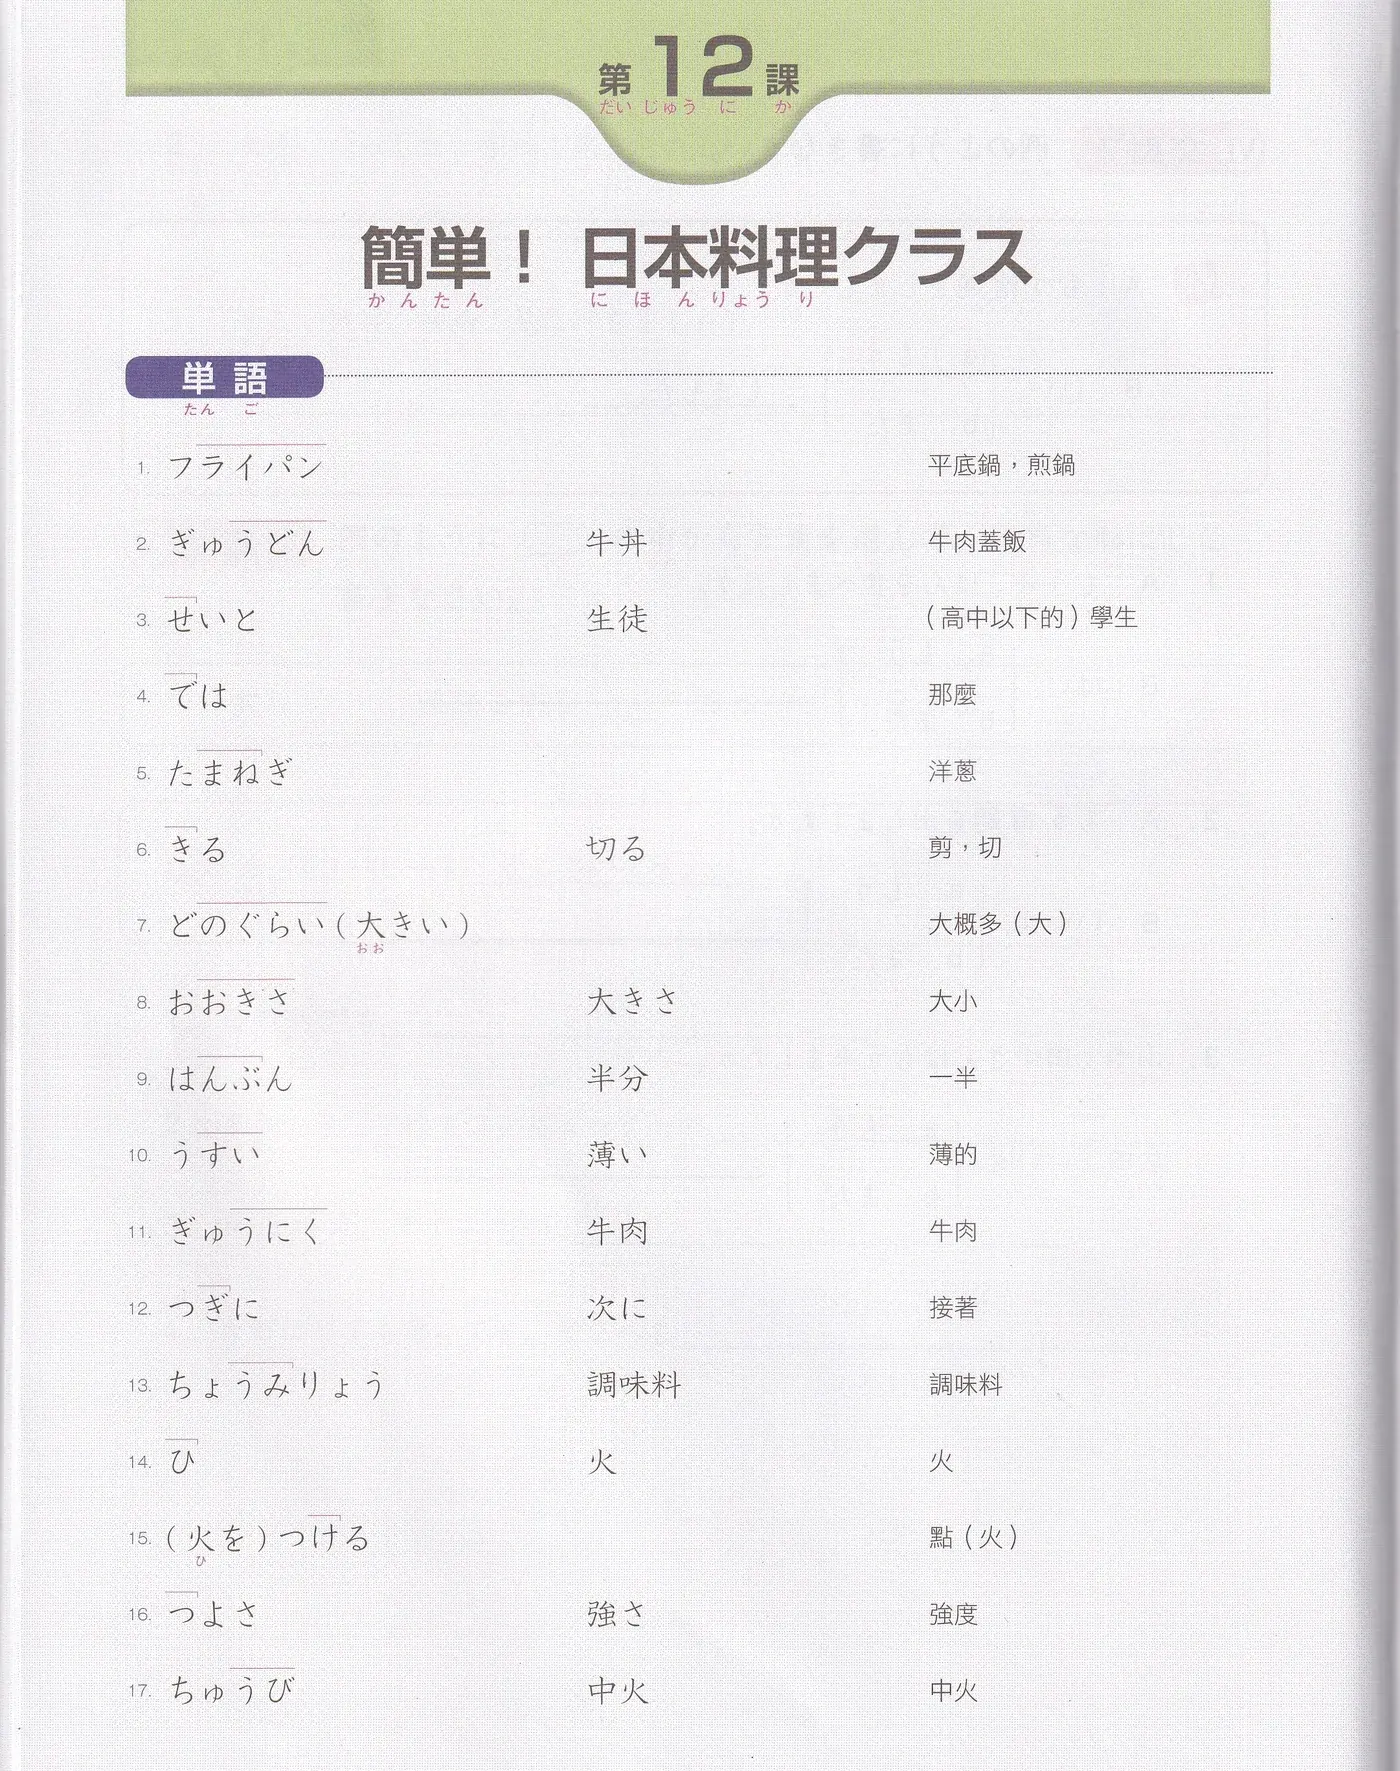 第12課
だいじゅうにか
簡単！ 日本料理クラス
かんたん にほんりょうり
単語
たんご
1. フライパン 平底鍋，煎鍋
2. ぎゅうどん 牛丼 牛肉蓋飯
3. せいと 生徒 （高中以下的）學生
4. では 那麼
5. たまねぎ 洋蔥
6. きる 切る 剪，切
7. どのぐらい（大きい） 大概多（大）
おお
8. おおきさ 大きさ 大小
9. はんぶん 半分 一半
10. うすい 薄い 薄的
11. ぎゅうにく 牛肉 牛肉
12. つぎに 次に 接著
13. ちょうみりょう 調味料 調味料
14. ひ 火 火
15. （火を）つける 點（火）
ひ
16. つよさ 強さ 強度
17. ちゅうび 中火 中火